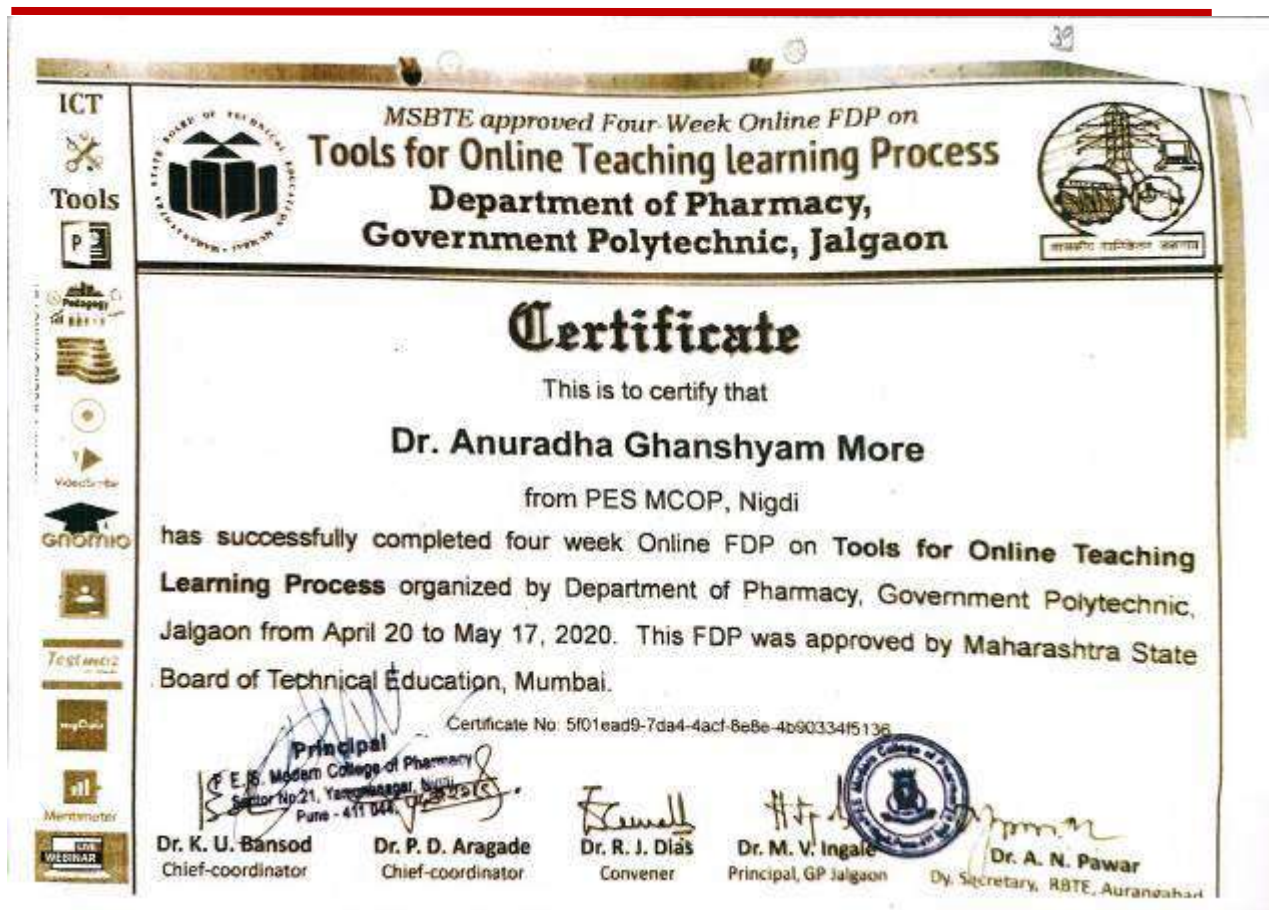 39
ICT
Tools
P
Pedagogy
VideoScribe
GNOMIO
Testmoz
Mentimeter
LIVE
WEBINAR
MSBTE approved Four-Week Online FDP on
Tools for Online Teaching learning Process
Department of Pharmacy,
Government Polytechnic, Jalgaon
Certificate
This is to certify that
Dr. Anuradha Ghanshyam More
from PES MCOP, Nigdi
has successfully completed four week Online FDP on Tools for Online Teaching
Learning Process organized by Department of Pharmacy, Government Polytechnic,
Jalgaon from April 20 to May 17, 2020. This FDP was approved by Maharashtra State
Board of Technical Education, Mumbai.
Certificate No: 5f01ead9-7da4-4acf-8e8e-4b90334f5136
Principal
P.E.S. Modern College of Pharmacy
Sector No.21, Yamunanagar, Nigdi,
Pune - 411 044.
Dr. K. U. Bansod
Chief-coordinator
Dr. P. D. Aragade
Chief-coordinator
Dr. R. J. Dias
Convener
Dr. M. V. Ingale
Principal, GP Jalgaon
Dr. A. N. Pawar
Dy. Secretary, RBTE, Aurangabad